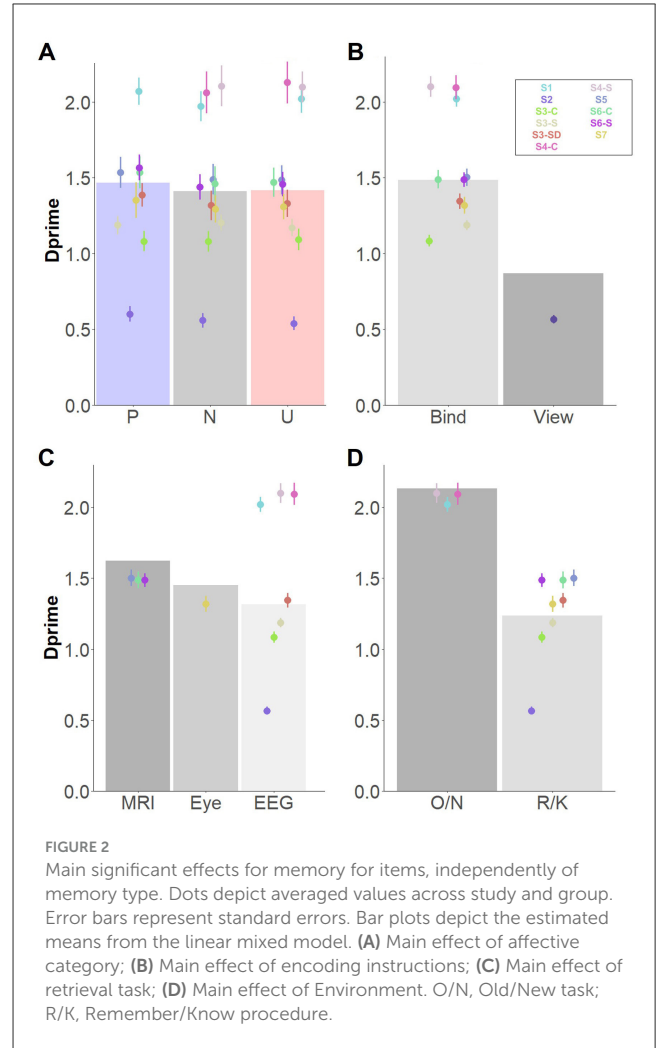 A
B
2.0
1.5
1.0
0.5
0.0
Dprime
P N U
2.0
1.5
1.0
0.5
0.0
Bind View
S1 S4-S
S2 S5
S3-C S6-C
S3-S S6-S
S3-SD S7
S4-C
C
D
2.0
1.5
1.0
0.5
0.0
Dprime
MRI Eye EEG
2.0
1.5
1.0
0.5
0.0
O/N R/K
FIGURE 2
Main significant effects for memory for items, independently of
memory type. Dots depict averaged values across study and group.
Error bars represent standard errors. Bar plots depict the estimated
means from the linear mixed model. (A) Main effect of affective
category; (B) Main effect of encoding instructions; (C) Main effect of
retrieval task; (D) Main effect of Environment. O/N, Old/New task;
R/K, Remember/Know procedure.